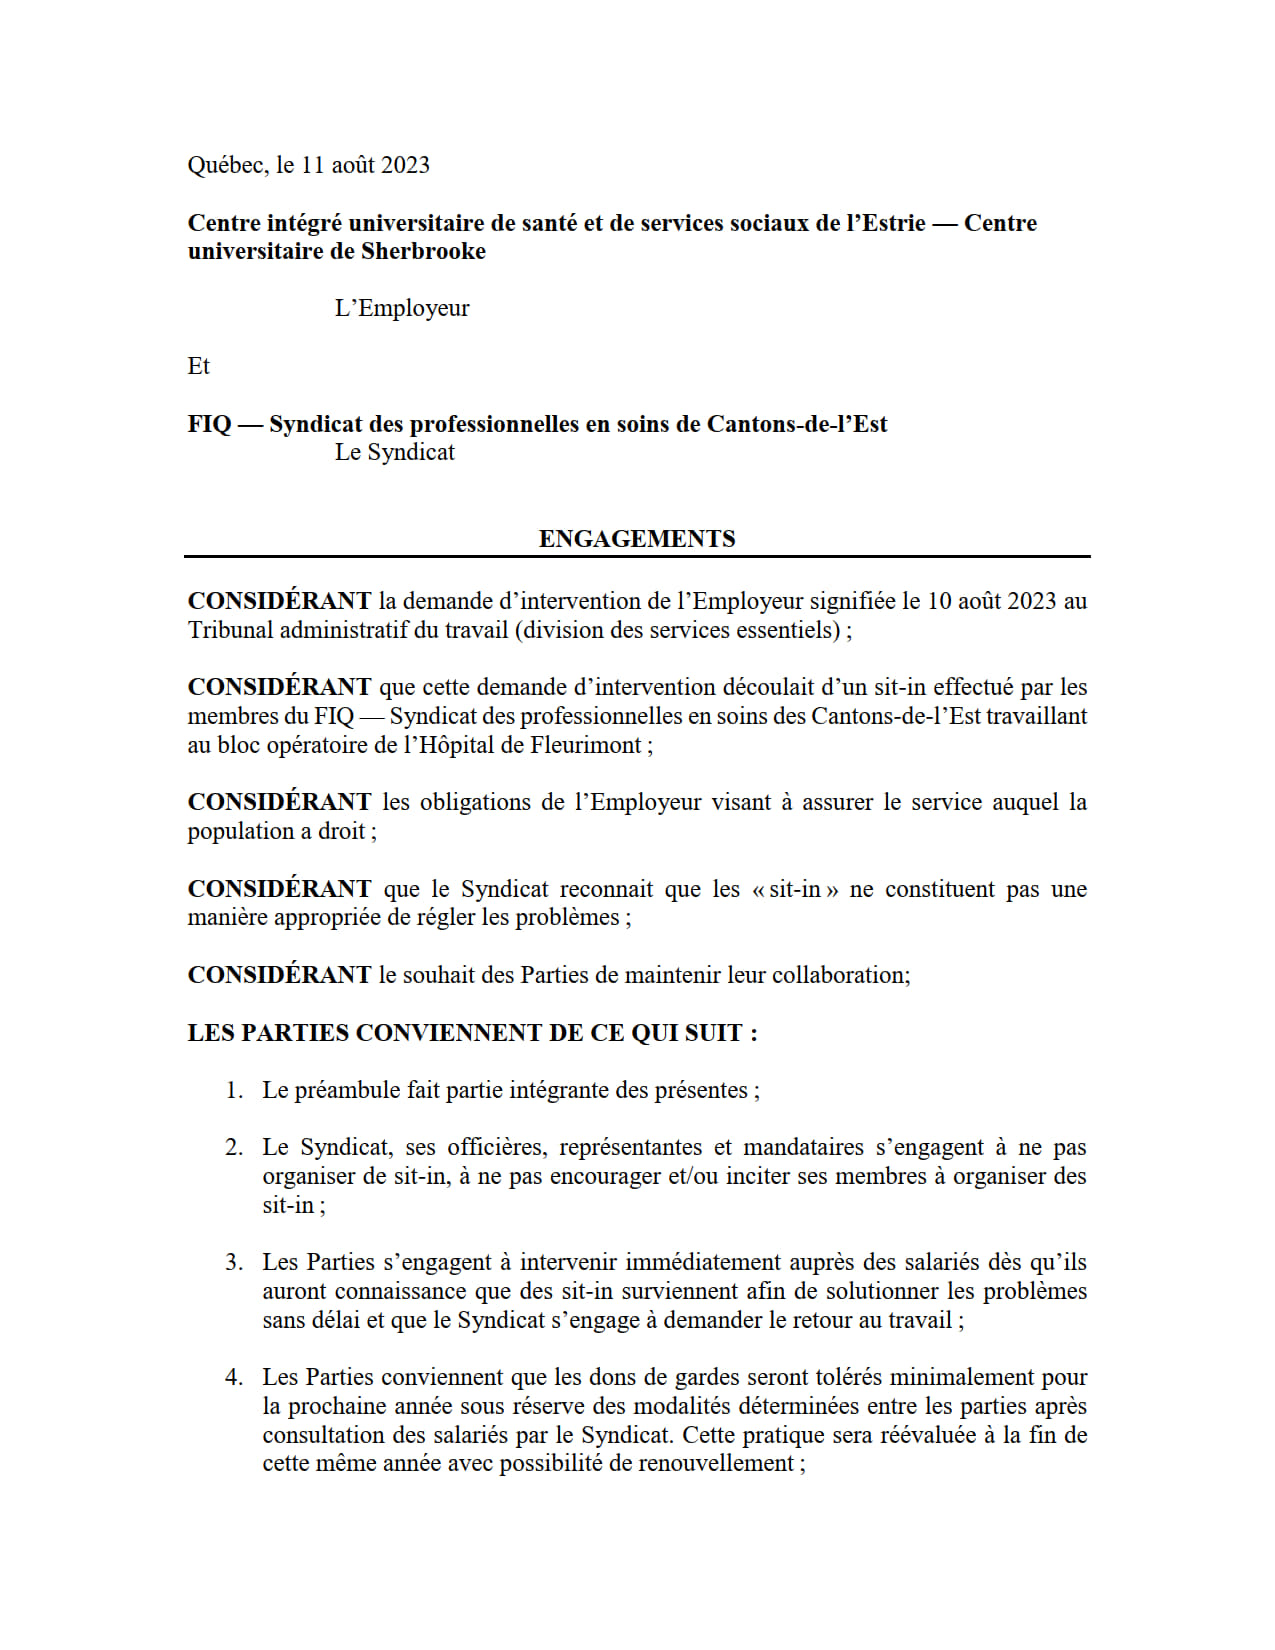 Québec, le 11 août 2023
Centre intégré universitaire de santé et de services sociaux de l’Estrie — Centre
universitaire de Sherbrooke
L’Employeur
Et
FIQ — Syndicat des professionnelles en soins de Cantons-de-l’Est
Le Syndicat
ENGAGEMENTS
CONSIDÉRANT la demande d’intervention de l’Employeur signifiée le 10 août 2023 au
Tribunal administratif du travail (division des services essentiels) ;
CONSIDÉRANT que cette demande d’intervention découlait d’un sit-in effectué par les
membres du FIQ — Syndicat des professionnelles en soins des Cantons-de-l’Est travaillant
au bloc opératoire de l’Hôpital de Fleurimont ;
CONSIDÉRANT les obligations de l’Employeur visant à assurer le service auquel la
population a droit ;
CONSIDÉRANT que le Syndicat reconnait que les « sit-in » ne constituent pas une
manière appropriée de régler les problèmes ;
CONSIDÉRANT le souhait des Parties de maintenir leur collaboration;
LES PARTIES CONVIENNENT DE CE QUI SUIT :
1. Le préambule fait partie intégrante des présentes ;
2. Le Syndicat, ses officières, représentantes et mandataires s’engagent à ne pas
organiser de sit-in, à ne pas encourager et/ou inciter ses membres à organiser des
sit-in ;
3. Les Parties s’engagent à intervenir immédiatement auprès des salariés dès qu’ils
auront connaissance que des sit-in surviennent afin de solutionner les problèmes
sans délai et que le Syndicat s’engage à demander le retour au travail ;
4. Les Parties conviennent que les dons de gardes seront tolérés minimalement pour
la prochaine année sous réserve des modalités déterminées entre les parties après
consultation des salariés par le Syndicat. Cette pratique sera réévaluée à la fin de
cette même année avec possibilité de renouvellement ;